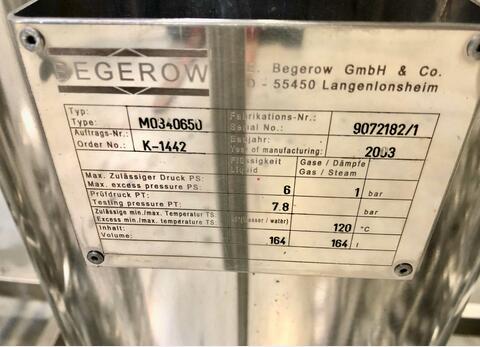 BEGEROW
E. Begerow GmbH & Co.
D - 55450 Langenlonsheim
Typ:
Type: M0340650
Fabrikations-Nr.:
Serial No.: 9072182/1
Auftrags-Nr.:
Order No.: K-1442
Baujahr:
Year of manufacturing: 2003
Flüssigkeit
Liquid
Gase / Dämpfe
Gas / Steam
Max. Zulässiger Druck PS:
Max. excess pressure PS: 6 1 bar
Prüfdruck PT:
Testing pressure PT: 7.8 bar
Zulässige min./max. Temperatur TS
Excess min./max. temperature TS 120 °C
Inhalt:
Volume: 164 164 l